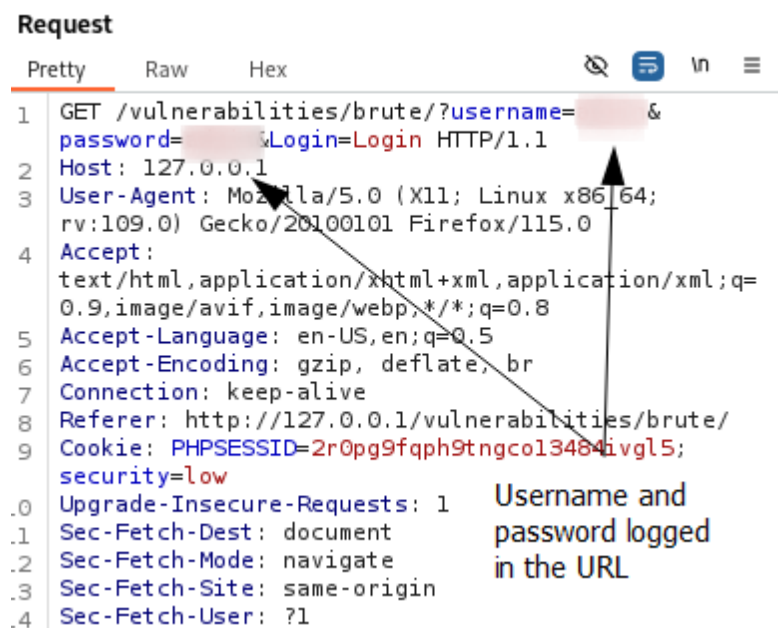 Request
Pretty Raw Hex \n
1 GET /vulnerabilities/brute/?username= &
password= &Login=Login HTTP/1.1
2 Host: 127.0.0.1
3 User-Agent: Mozilla/5.0 (X11; Linux x86_64;
rv:109.0) Gecko/20100101 Firefox/115.0
4 Accept:
text/html,application/xhtml+xml,application/xml;q=
0.9,image/avif,image/webp,*/*;q=0.8
5 Accept-Language: en-US,en;q=0.5
6 Accept-Encoding: gzip, deflate, br
7 Connection: keep-alive
8 Referer: http://127.0.0.1/vulnerabilities/brute/
9 Cookie: PHPSESSID=2r0pg9fqph9tngco13484ivgl5;
security=low
.0 Upgrade-Insecure-Requests: 1
.1 Sec-Fetch-Dest: document
.2 Sec-Fetch-Mode: navigate
.3 Sec-Fetch-Site: same-origin
.4 Sec-Fetch-User: ?1
Username and
password logged
in the URL